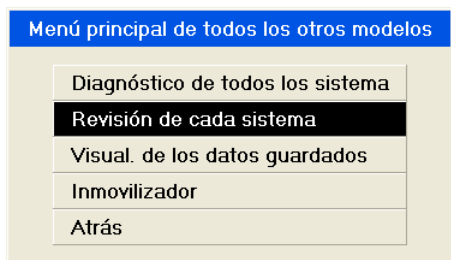 Menú principal de todos los otros modelos
Diagnóstico de todos los sistema
Revisión de cada sistema
Visual. de los datos guardados
Inmovilizador
Atrás